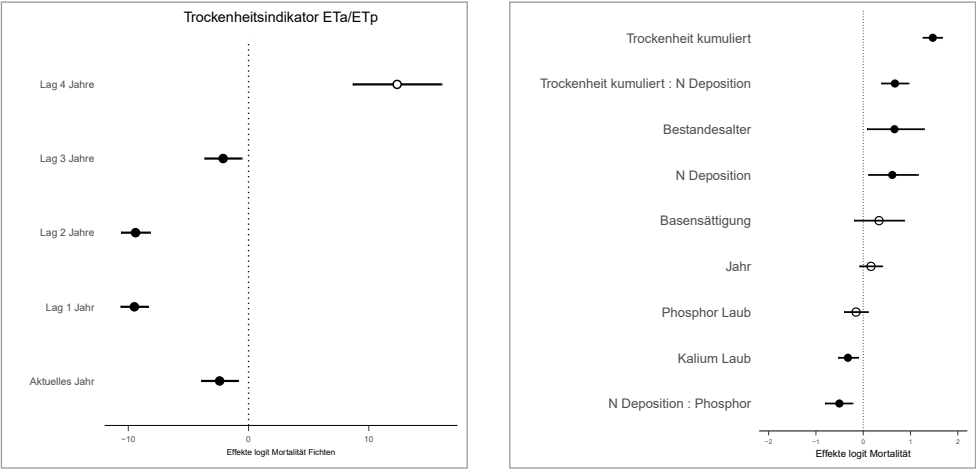 Trockenheitsindikator ETa/ETp
Lag 4 Jahre
Lag 3 Jahre
Lag 2 Jahre
Lag 1 Jahr
Aktuelles Jahr
−10 0 10
Effekte logit Mortalität Fichten
Trockenheit kumuliert
Trockenheit kumuliert : N Deposition
Bestandesalter
N Deposition
Basensättigung
Jahr
Phosphor Laub
Kalium Laub
N Deposition : Phosphor
−2 −1 0 1 2
Effekte logit Mortalität